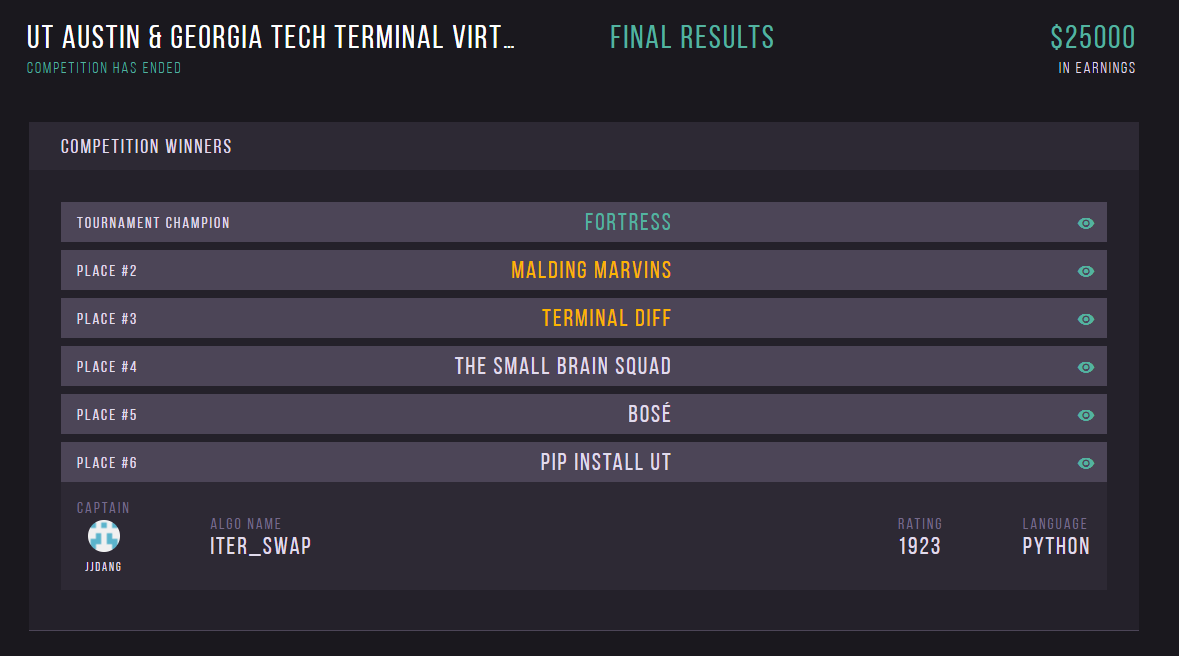 UT AUSTIN & GEORGIA TECH TERMINAL VIRT… FINAL RESULTS $25000
COMPETITION HAS ENDED IN EARNINGS
COMPETITION WINNERS
TOURNAMENT CHAMPION FORTRESS
PLACE #2 MALDING MARVINS
PLACE #3 TERMINAL DIFF
PLACE #4 THE SMALL BRAIN SQUAD
PLACE #5 BOSÉ
PLACE #6 PIP INSTALL UT
CAPTAIN
ALGO NAME RATING LANGUAGE
ITER_SWAP 1923 PYTHON
JJDANG